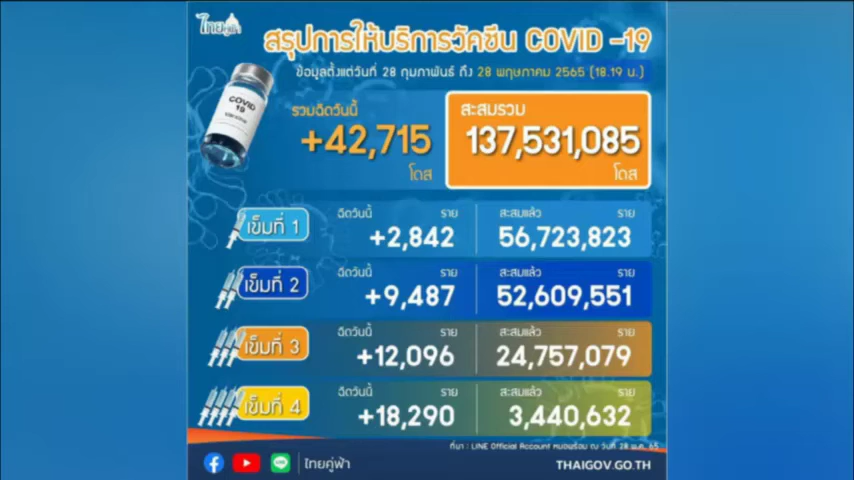 ไทยคู่ฟ้า
สรุปการให้บริการวัคซีน COVID -19
ข้อมูลตั้งแต่วันที่ 28 กุมภาพันธ์ ถึง 28 พฤษภาคม 2565 (18.19 น.)
COVID
19
รวมฉีดวันนี้
+42,715
โดส
สะสมรวม
137,531,085
โดส
เข็มที่ 1
ฉีดวันนี้ ราย สะสมแล้ว ราย
+2,842 56,723,823
เข็มที่ 2
ฉีดวันนี้ ราย สะสมแล้ว ราย
+9,487 52,609,551
เข็มที่ 3
ฉีดวันนี้ ราย สะสมแล้ว ราย
+12,096 24,757,079
เข็มที่ 4
ฉีดวันนี้ ราย สะสมแล้ว ราย
+18,290 3,440,632
ที่มา : LINE Official Account หมอพร้อม ณ วันที่ 28 พ.ค. 65
LINE ไทยคู่ฟ้า THAIGOV.GO.TH